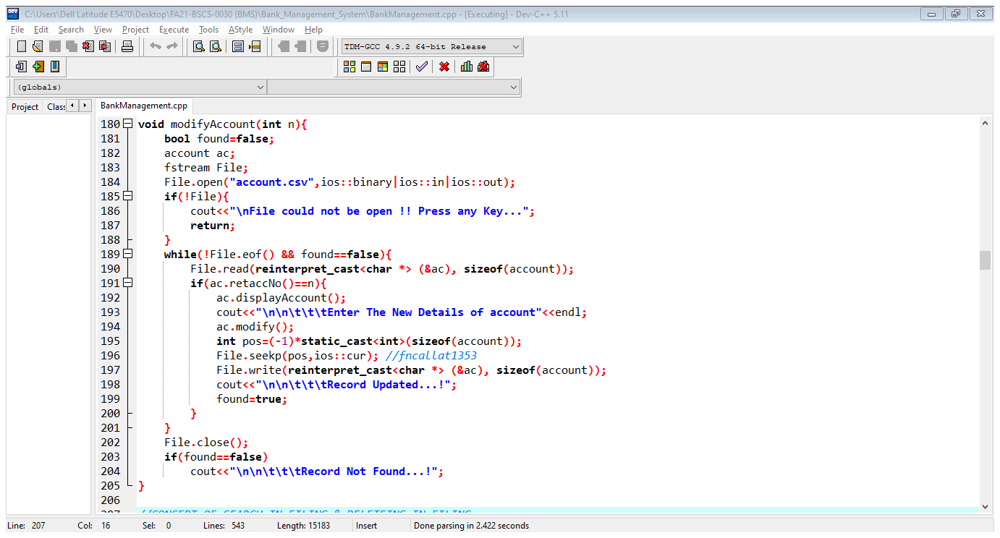 C:\Users\Dell Latitude E5470\Desktop\FA21-BSCS-0030 (BMS)\Bank_Management_System\BankManagement.cpp - [Executing] - Dev-C++ 5.11
File Edit Search View Project Execute Tools AStyle Window Help
TDM-GCC 4.9.2 64-bit Release
(globals)
Project Class BankManagement.cpp
180 void modifyAccount(int n){
181     bool found=false;
182     account ac;
183     fstream File;
184     File.open("account.csv",ios::binary|ios::in|ios::out);
185     if(!File){
186         cout<<"\nFile could not be open !! Press any Key...";
187         return;
188     }
189     while(!File.eof() && found==false){
190         File.read(reinterpret_cast<char *> (&ac), sizeof(account));
191         if(ac.retaccNo()==n){
192             ac.displayAccount();
193             cout<<"\n\n\t\t\tEnter The New Details of account"<<endl;
194             ac.modify();
195             int pos=(-1)*static_cast<int>(sizeof(account));
196             File.seekp(pos,ios::cur); //fncallat1353
197             File.write(reinterpret_cast<char *> (&ac), sizeof(account));
198             cout<<"\n\n\t\t\tRecord Updated...!";
199             found=true;
200         }
201     }
202     File.close();
203     if(found==false)
204         cout<<"\n\n\t\t\tRecord Not Found...!";
205 }
206
207 //CONCEPT OF SEARCH IN FILING & DELETEING IN FILING
Line: 207 Col: 16 Sel: 0 Lines: 543 Length: 15183 Insert Done parsing in 2.422 seconds